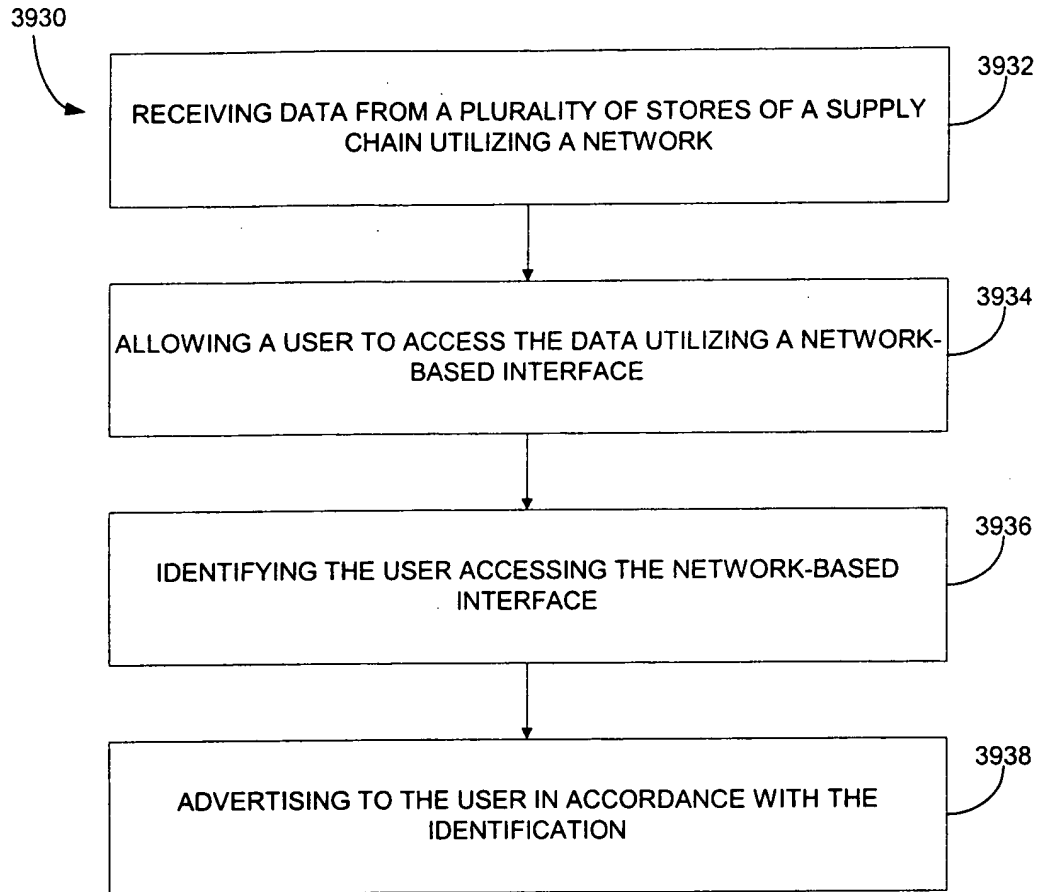 3930
3932
RECEIVING DATA FROM A PLURALITY OF STORES OF A SUPPLY
CHAIN UTILIZING A NETWORK
3934
ALLOWING A USER TO ACCESS THE DATA UTILIZING A NETWORK-
BASED INTERFACE
3936
IDENTIFYING THE USER ACCESSING THE NETWORK-BASED
INTERFACE
3938
ADVERTISING TO THE USER IN ACCORDANCE WITH THE
IDENTIFICATION